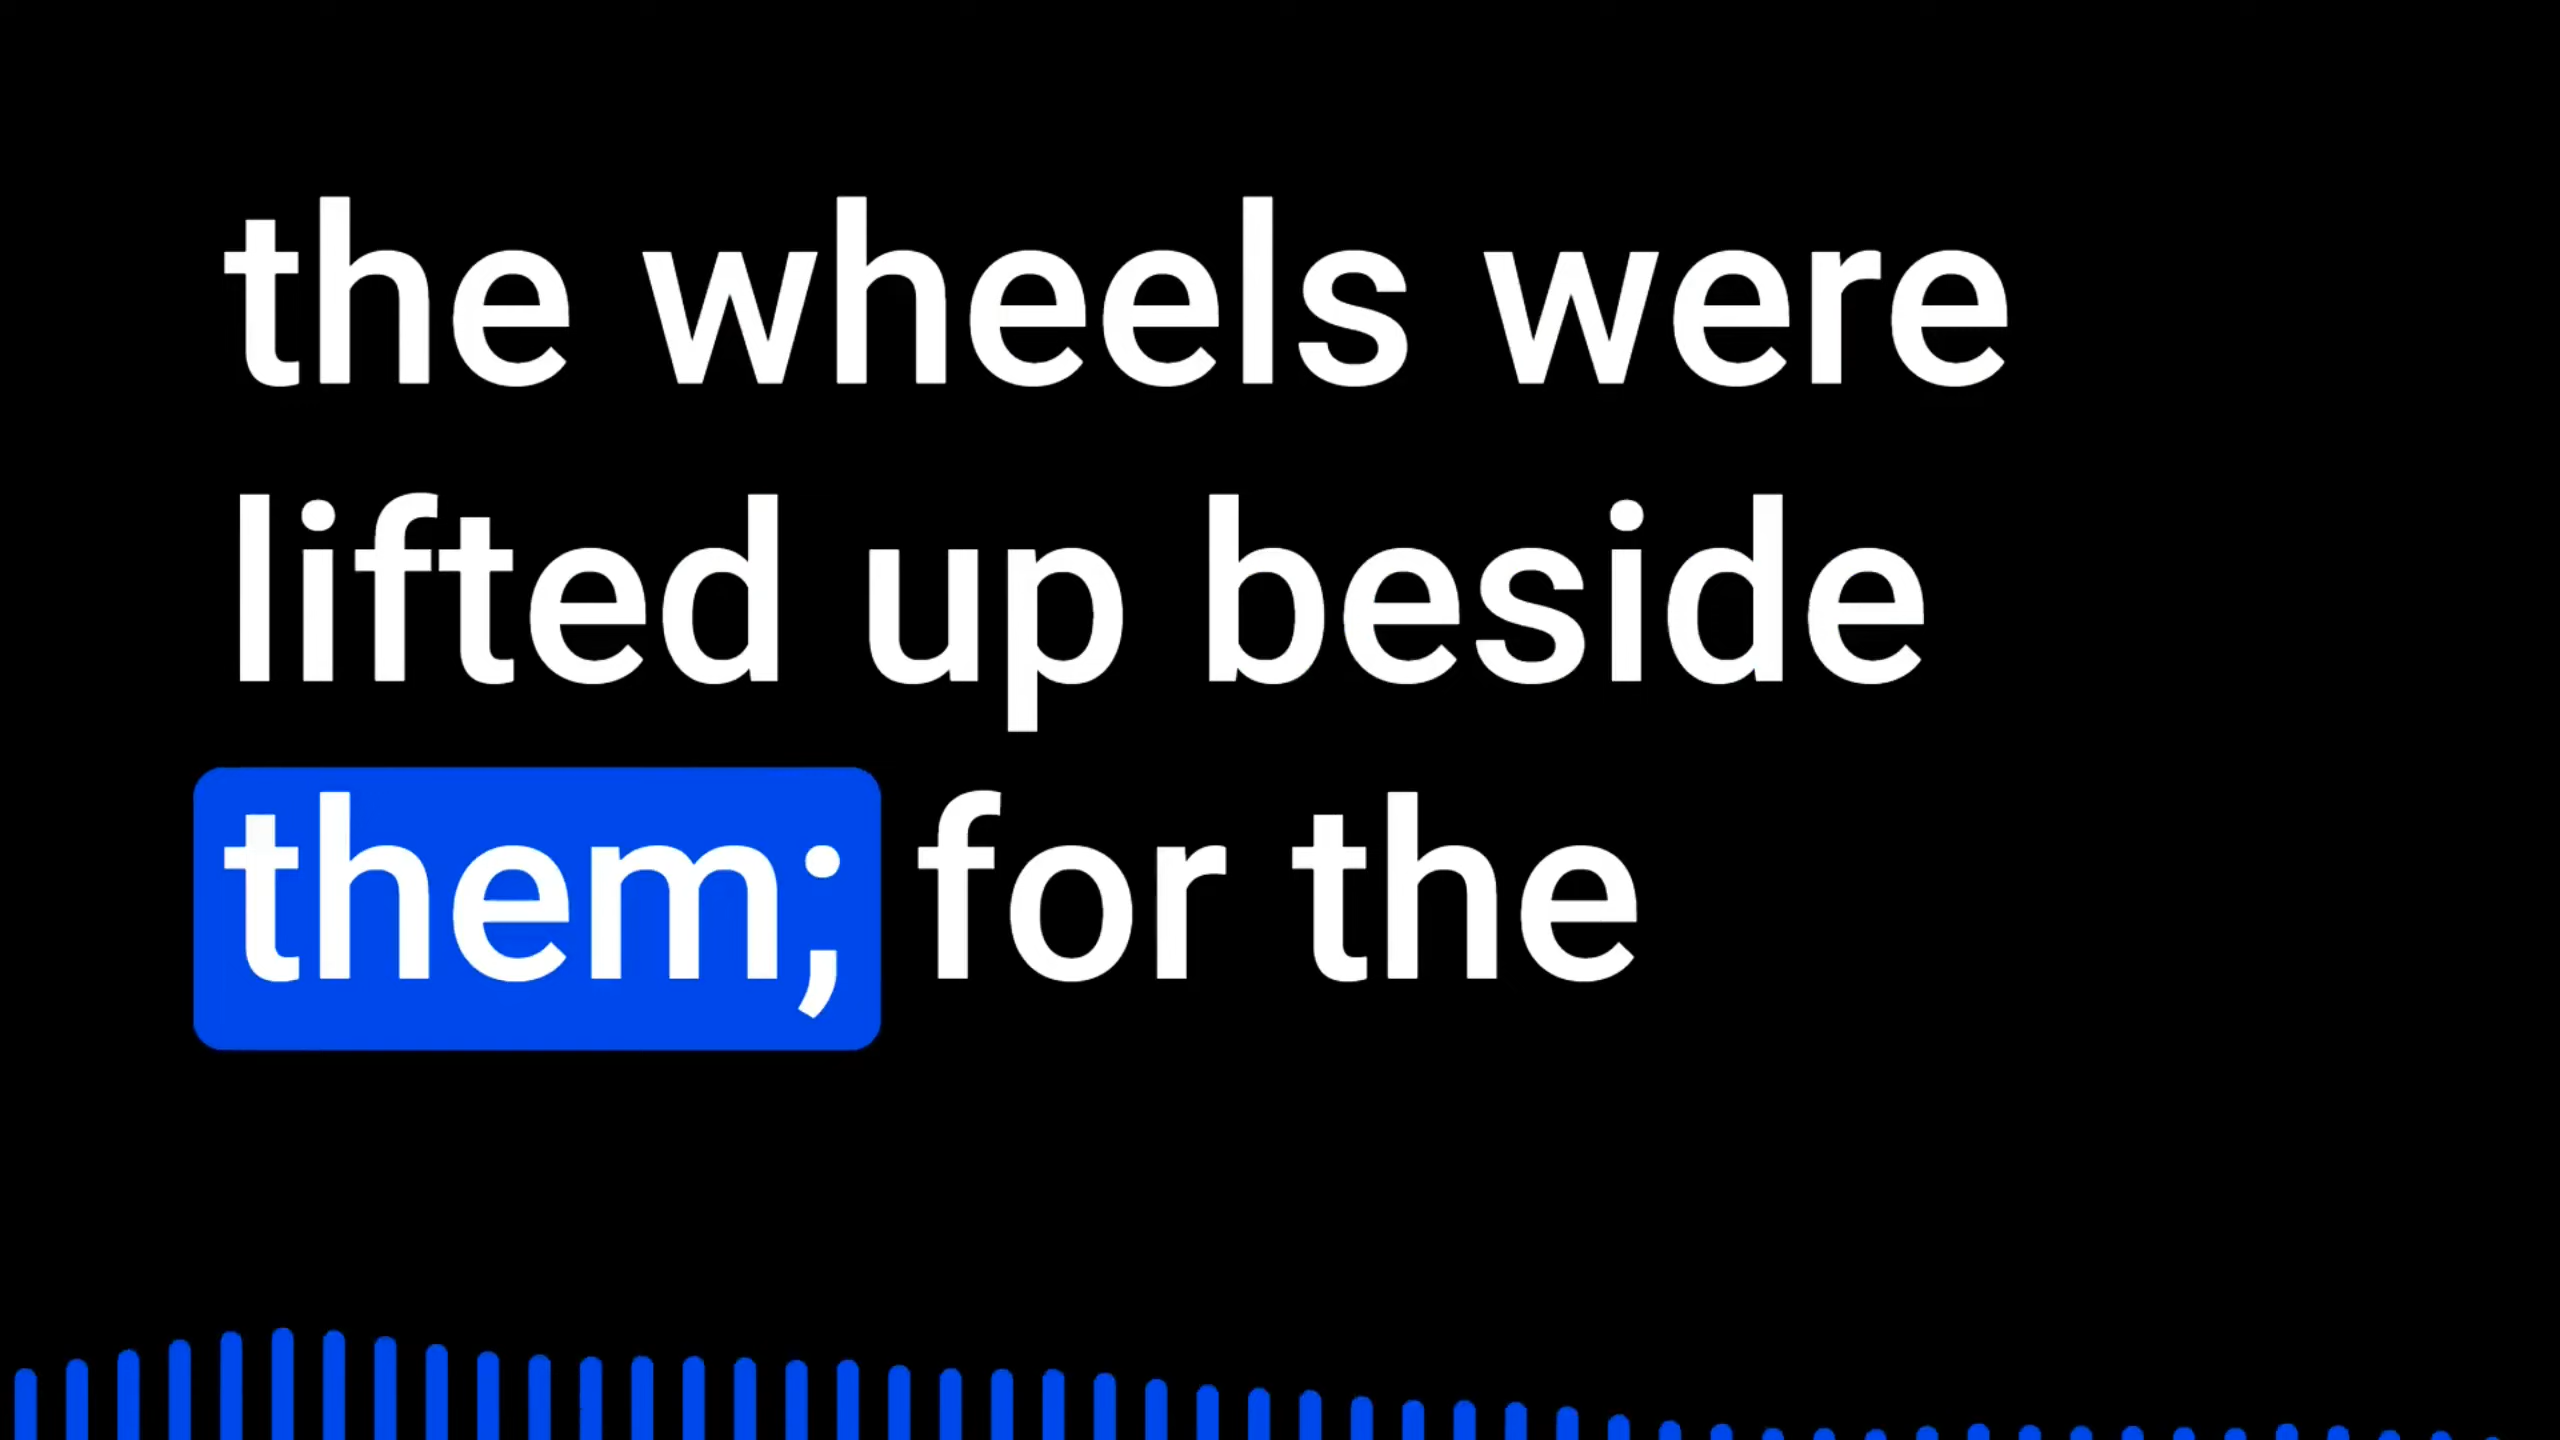 the wheels were
lifted up beside
them; for the